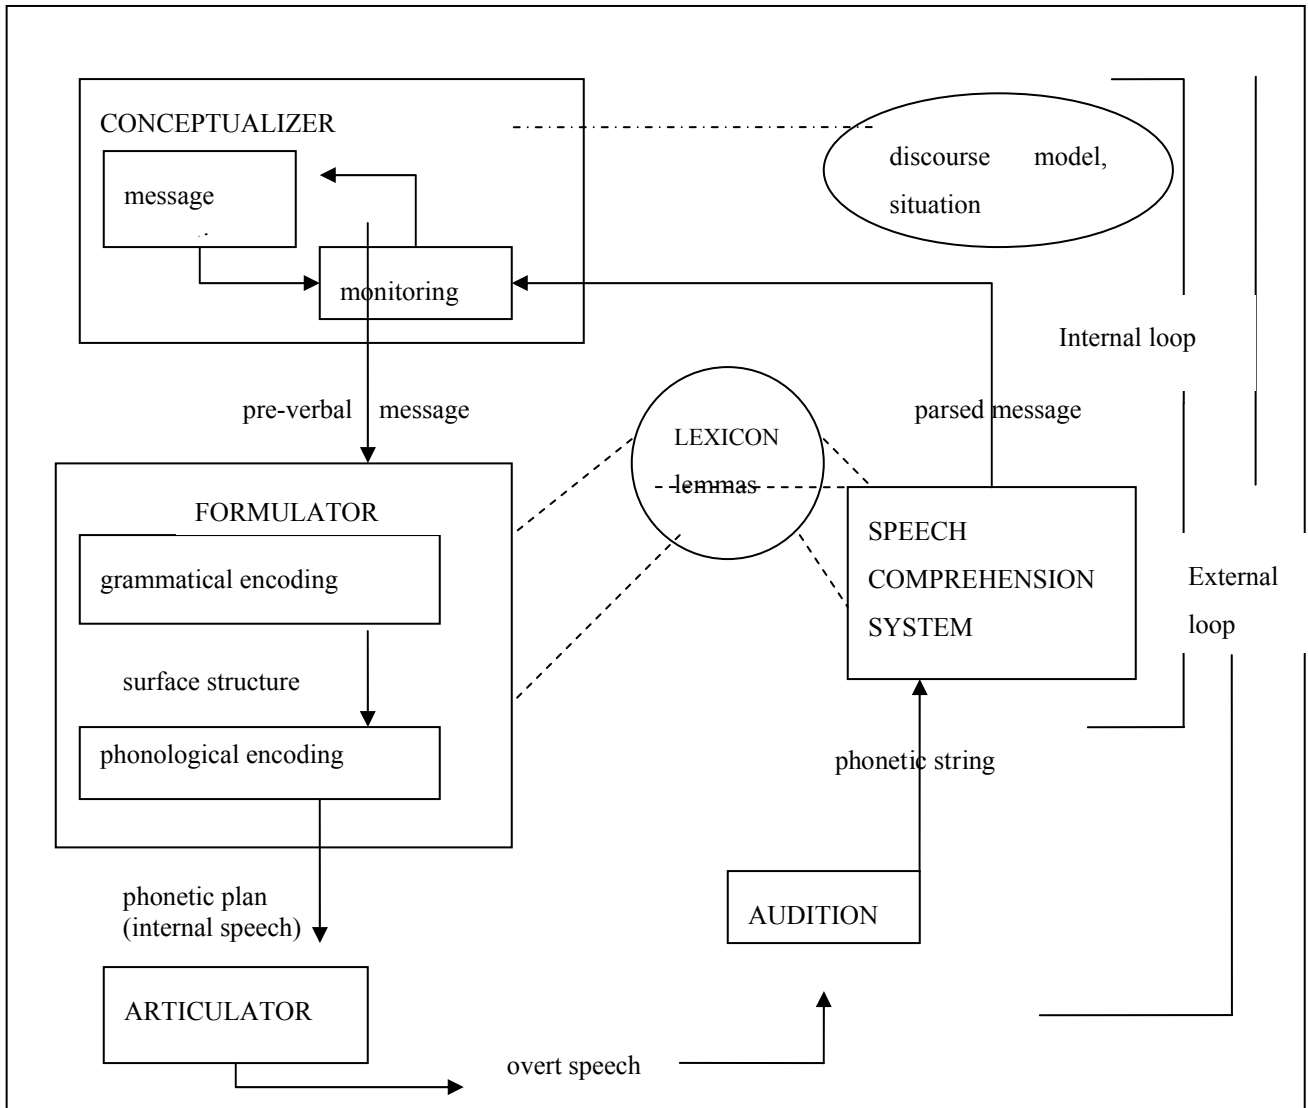 CONCEPTUALIZER
message
monitoring
discourse model,
situation
Internal loop
pre-verbal message
LEXICON
lemmas
parsed message
FORMULATOR
grammatical encoding
surface structure
phonological encoding
SPEECH
COMPREHENSION
SYSTEM
External
loop
phonetic string
phonetic plan
(internal speech)
AUDITION
ARTICULATOR
overt speech